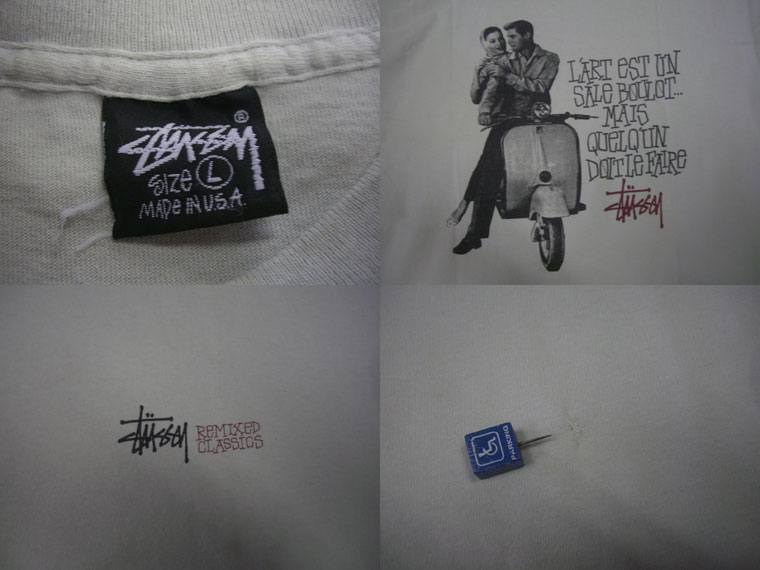 STÜSSY ®
SIZE L
MADE IN U.S.A.
L'ART EST UN
SALE BOULOT...
MAIS
QUELQ'UN
DOIT LE FAIRE
STÜSSY
STÜSSY REMIXED
CLASSICS
PARKING